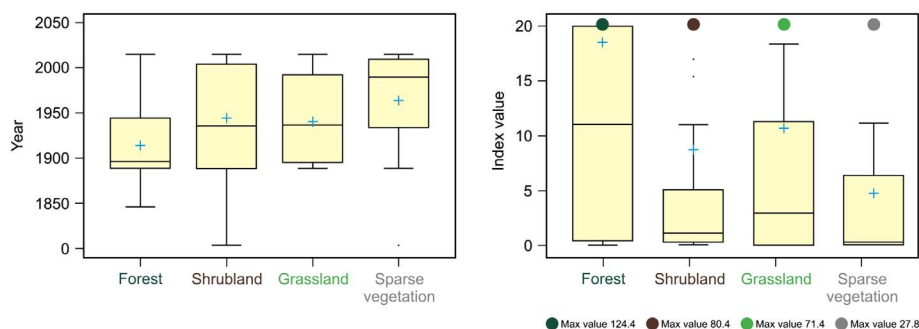 2050
2000
1950
1900
1850
0
Year
Forest
Shrubland
Grassland
Sparse
vegetation
20
15
10
5
0
Index value
Forest
Shrubland
Grassland
Sparse
vegetation
Max value 124.4
Max value 80.4
Max value 71.4
Max value 27.8